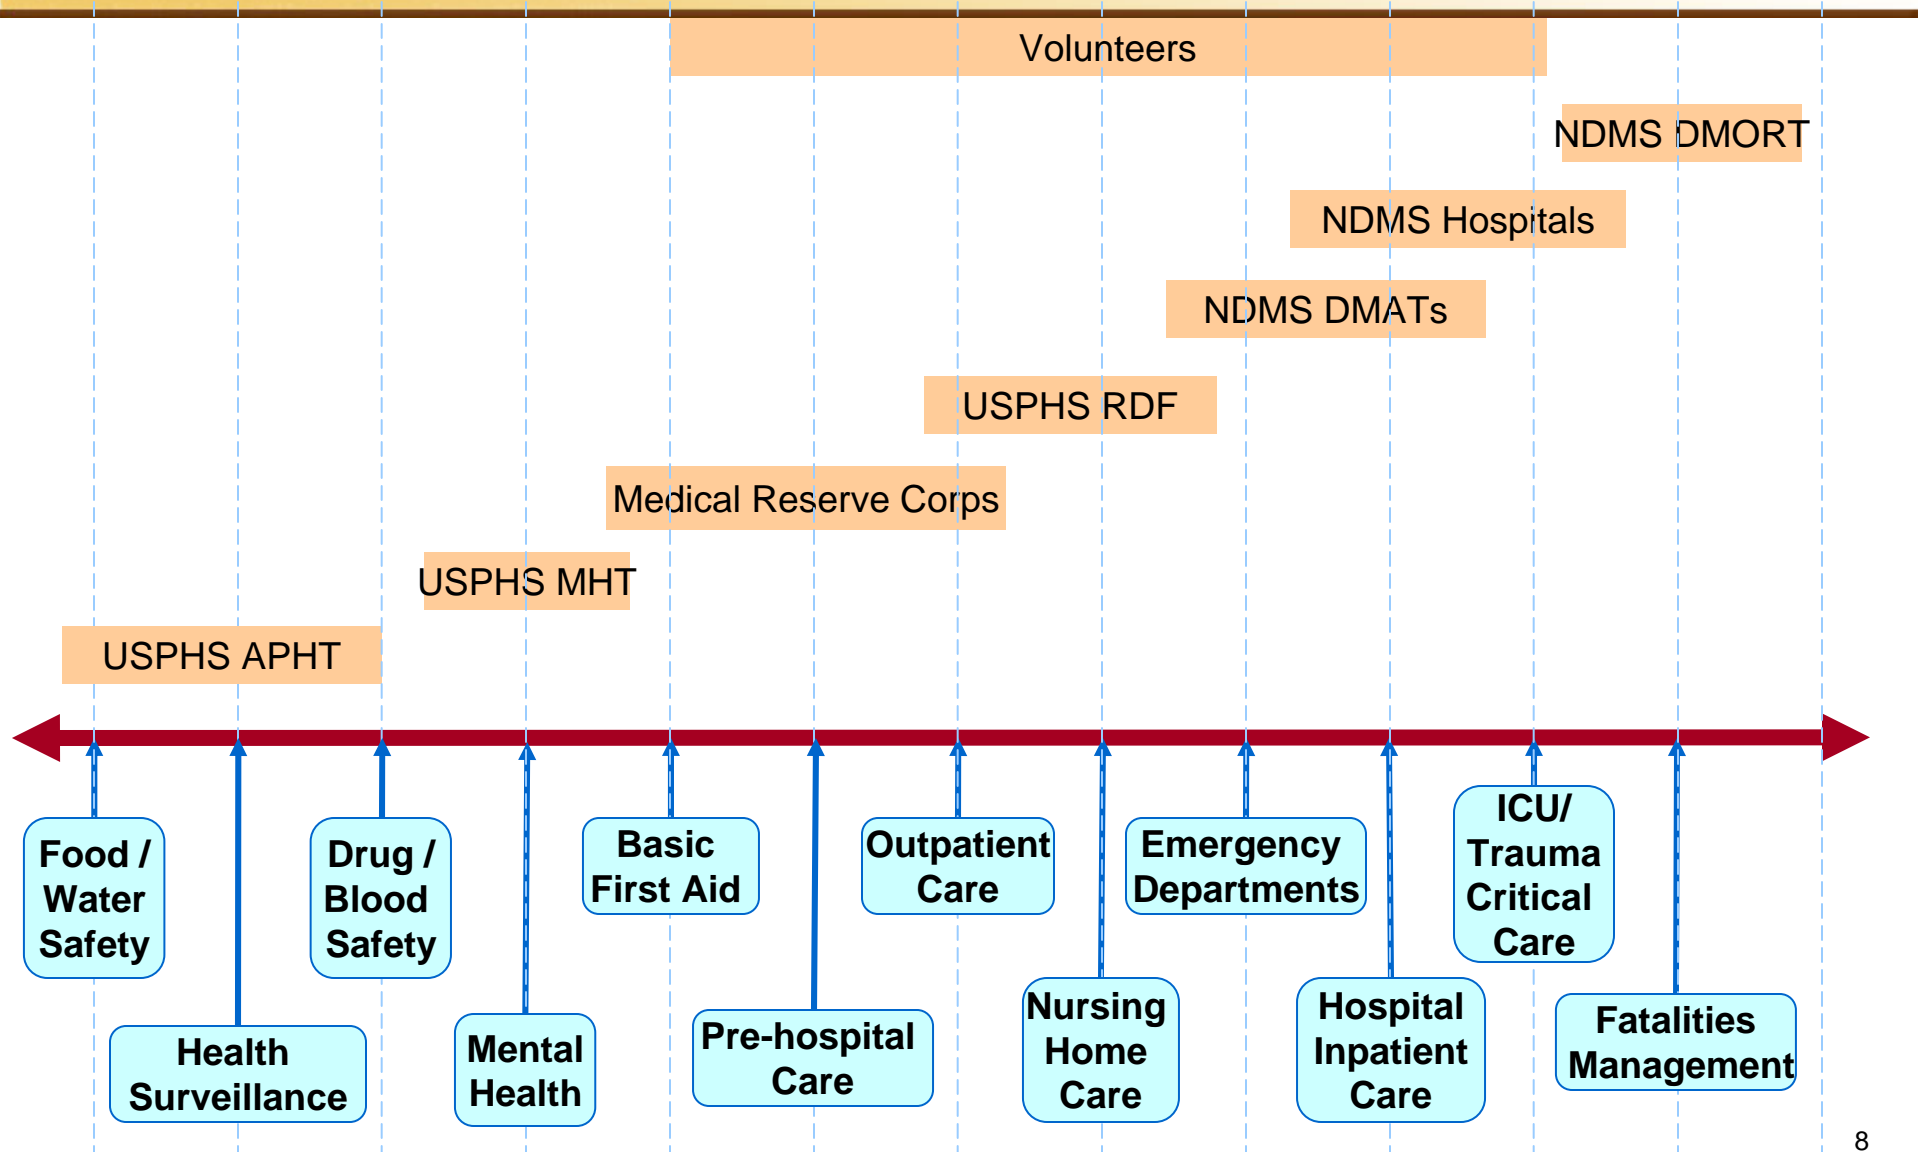 Volunteers
NDMS DMORT
NDMS Hospitals
NDMS DMATs
USPHS RDF
Medical Reserve Corps
USPHS MHT
USPHS APHT
Food /
Water
Safety
Health
Surveillance
Drug /
Blood
Safety
Mental
Health
Basic
First Aid
Pre-hospital
Care
Outpatient
Care
Nursing
Home
Care
Emergency
Departments
Hospital
Inpatient
Care
ICU/
Trauma
Critical
Care
Fatalities
Management
8